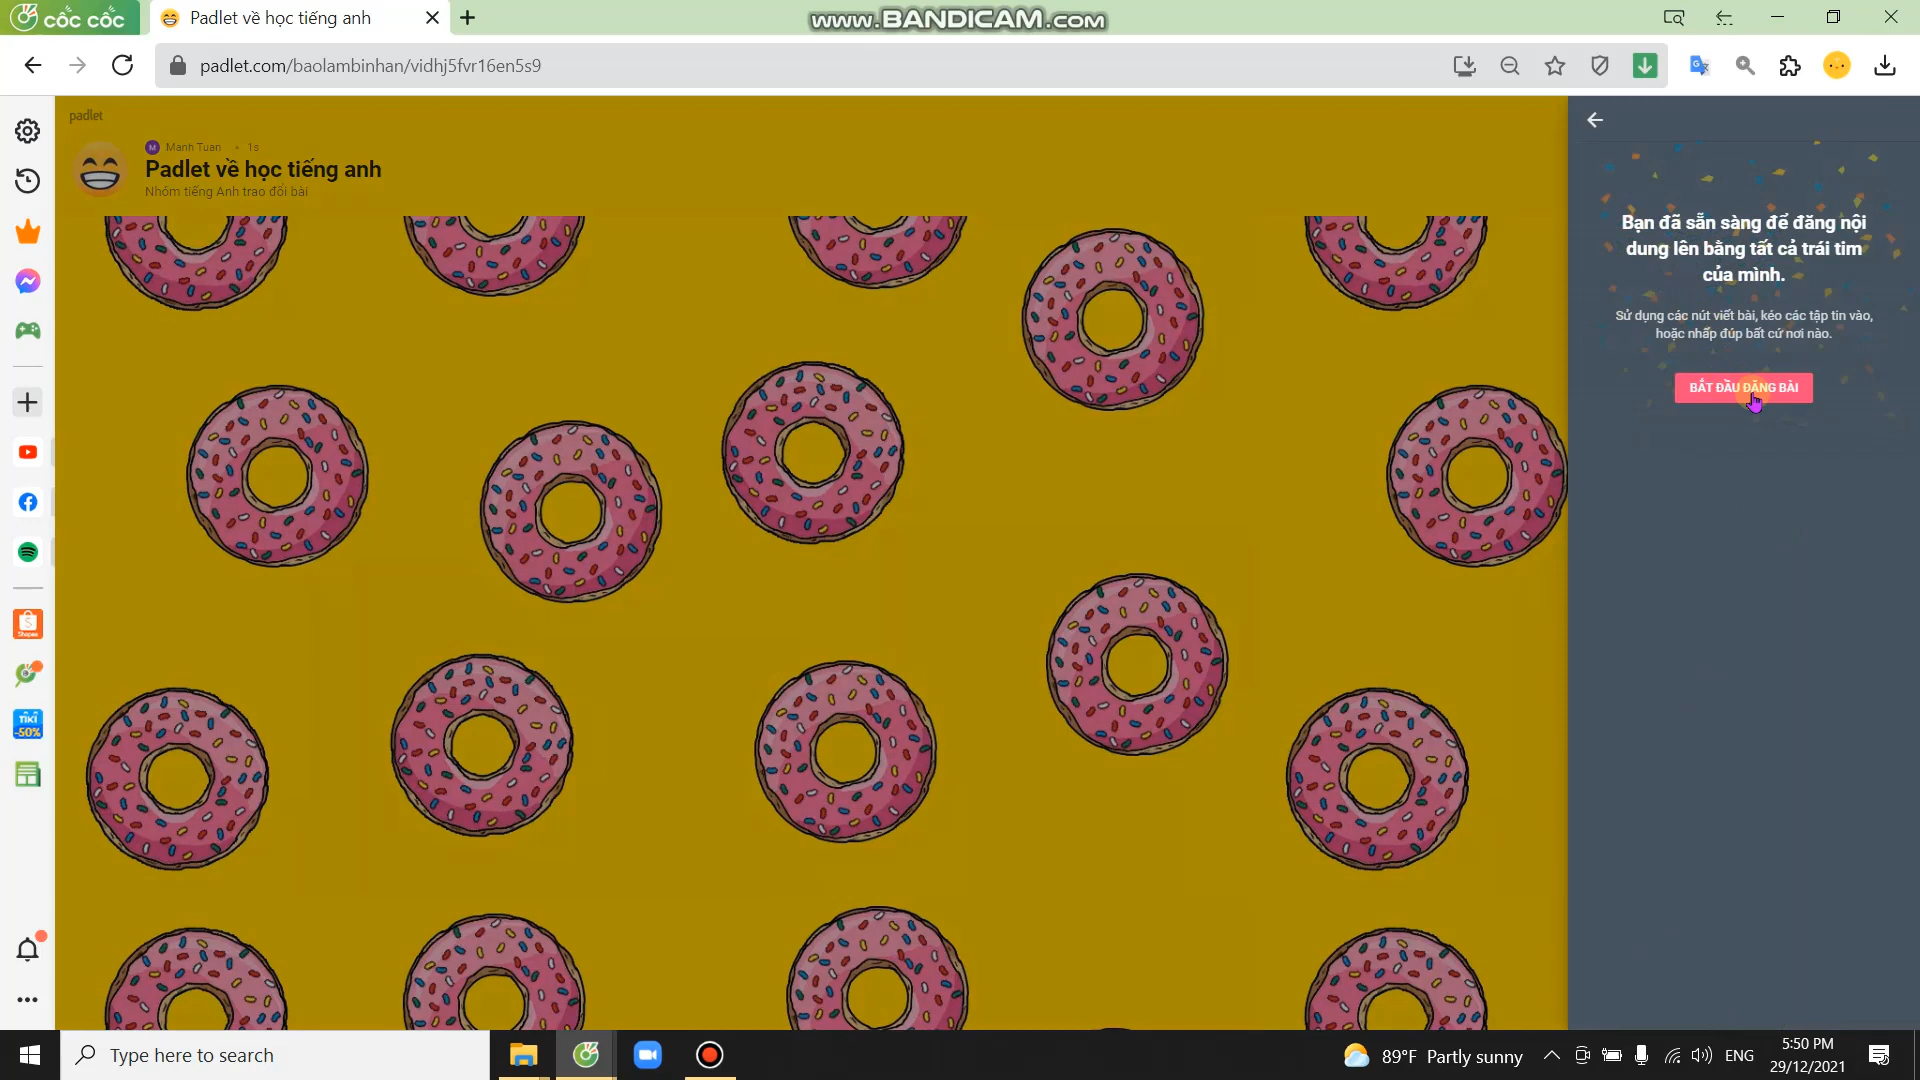 cốc cốc
Padlet về học tiếng anh
www.BANDICAM.com
padlet.com/baolambinhan/vidhj5fvr16en5s9
padlet
M Manh Tuan • 1s
Padlet về học tiếng anh
Nhóm tiếng Anh trao đổi bài
Bạn đã sẵn sàng để đăng nội
dung lên bằng tất cả trái tim
của mình.
Sử dụng các nút viết bài, kéo các tập tin vào,
hoặc nhấp đúp bất cứ nơi nào.
BẮT ĐẦU ĐĂNG BÀI
Shopee
TIKI
-50%
Type here to search
89°F Partly sunny
ENG
5:50 PM
29/12/2021